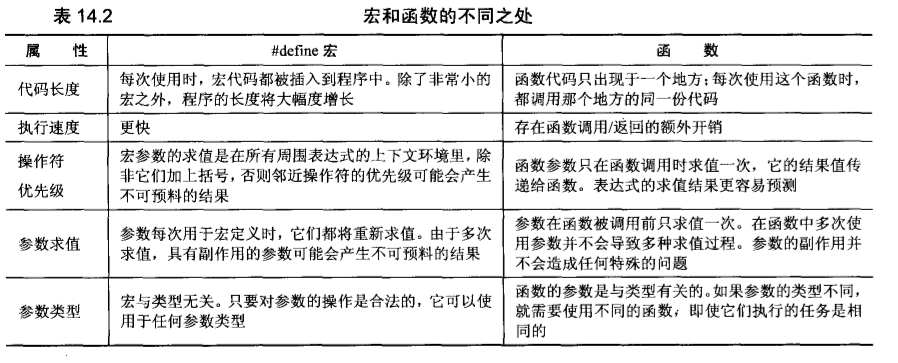 表 14.2 宏和函数的不同之处
属 性 #define 宏 函 数
代码长度
每次使用时，宏代码都被插入到程序中。除了非常小的
宏之外，程序的长度将大幅度增长
函数代码只出现于一个地方；每次使用这个函数时，
都调用那个地方的同一份代码
执行速度 更快 存在函数调用/返回的额外开销
操作符
优先级
宏参数的求值是在所有周围表达式的上下文环境里，除
非它们加上括号，否则邻近操作符的优先级可能会产生
不可预料的结果
函数参数只在函数调用时求值一次，它的结果值传
递给函数。表达式的求值结果更容易预测
参数求值
参数每次用于宏定义时，它们都将重新求值。由于多次
求值，具有副作用的参数可能会产生不可预料的结果
参数在函数被调用前只求值一次。在函数中多次使
用参数并不会导致多种求值过程。参数的副作用并
不会造成任何特殊的问题
参数类型
宏与类型无关。只要对参数的操作是合法的，它可以使
用于任何参数类型
函数的参数是与类型有关的。如果参数的类型不同，
就需要使用不同的函数，即使它们执行的任务是相
同的